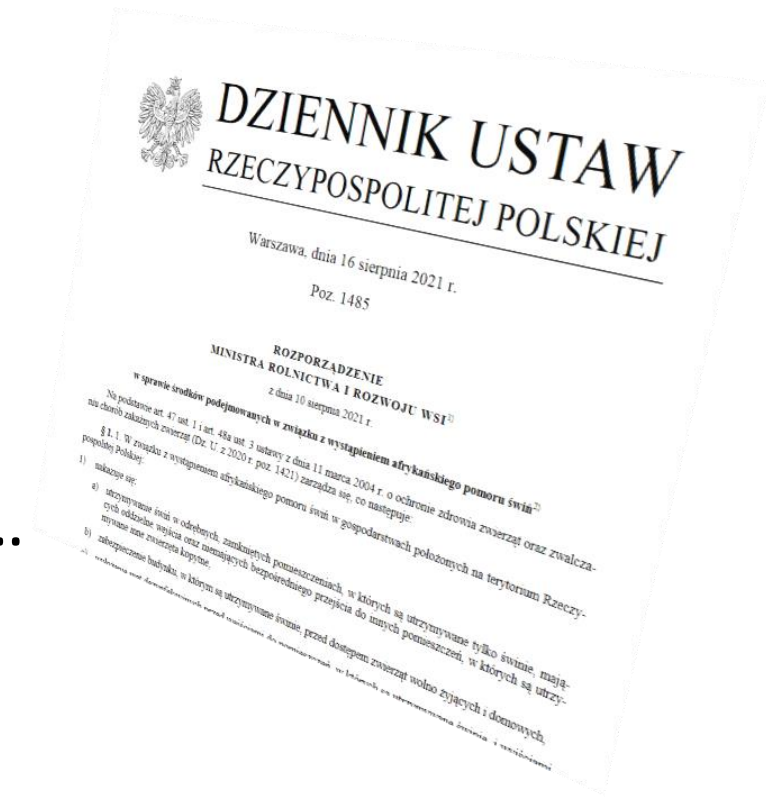 DZIENNIK USTAW
RZECZYPOSPOLITEJ POLSKIEJ
Warszawa, dnia 16 sierpnia 2021 r.
Poz. 1485
ROZPORZĄDZENIE
MINISTRA ROLNICTWA I ROZWOJU WSI1)
z dnia 10 sierpnia 2021 r.
w sprawie środków podejmowanych w związku z wystąpieniem afrykańskiego pomoru świń2)
Na podstawie art. 47 ust. 1 i art. 48a ust. 3 ustawy z dnia 11 marca 2004 r. o ochronie zdrowia zwierząt oraz zwalcza-
niu chorób zakaźnych zwierząt (Dz. U. z 2020 r. poz. 1421) zarządza się, co następuje:
§ 1. 1. W związku z wystąpieniem afrykańskiego pomoru świń w gospodarstwach położonych na terytorium Rzeczy-
pospolitej Polskiej:
1) nakazuje się:
a) utrzymywanie świń w odrębnych, zamkniętych pomieszczeniach, w których są utrzymywane tylko świnie, mają-
cych oddzielne wejścia oraz niemających bezpośredniego przejścia do innych pomieszczeń, w których są utrzy-
mywane inne zwierzęta kopytne,
b) zabezpieczenie budynku, w którym są utrzymywane świnie, przed dostępem zwierząt wolno żyjących i domowych,
..